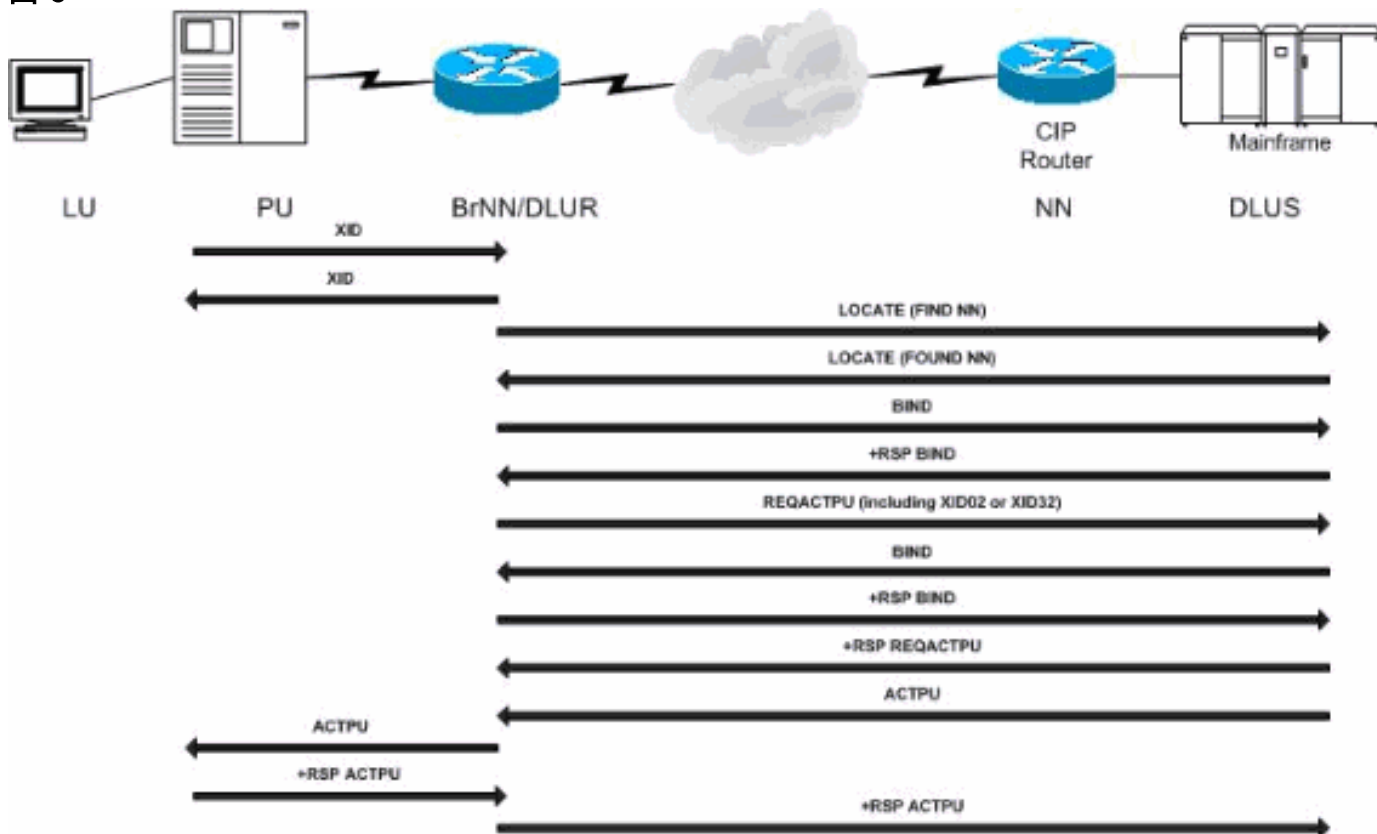 CIP
Router
Mainframe
LU PU BrNN/DLUR NN DLUS
XID
XID
LOCATE (FIND NN)
LOCATE (FOUND NN)
BIND
+RSP BIND
REQACTPU (including XID02 or XID32)
BIND
+RSP BIND
+RSP REQACTPU
ACTPU
ACTPU
+RSP ACTPU
+RSP ACTPU